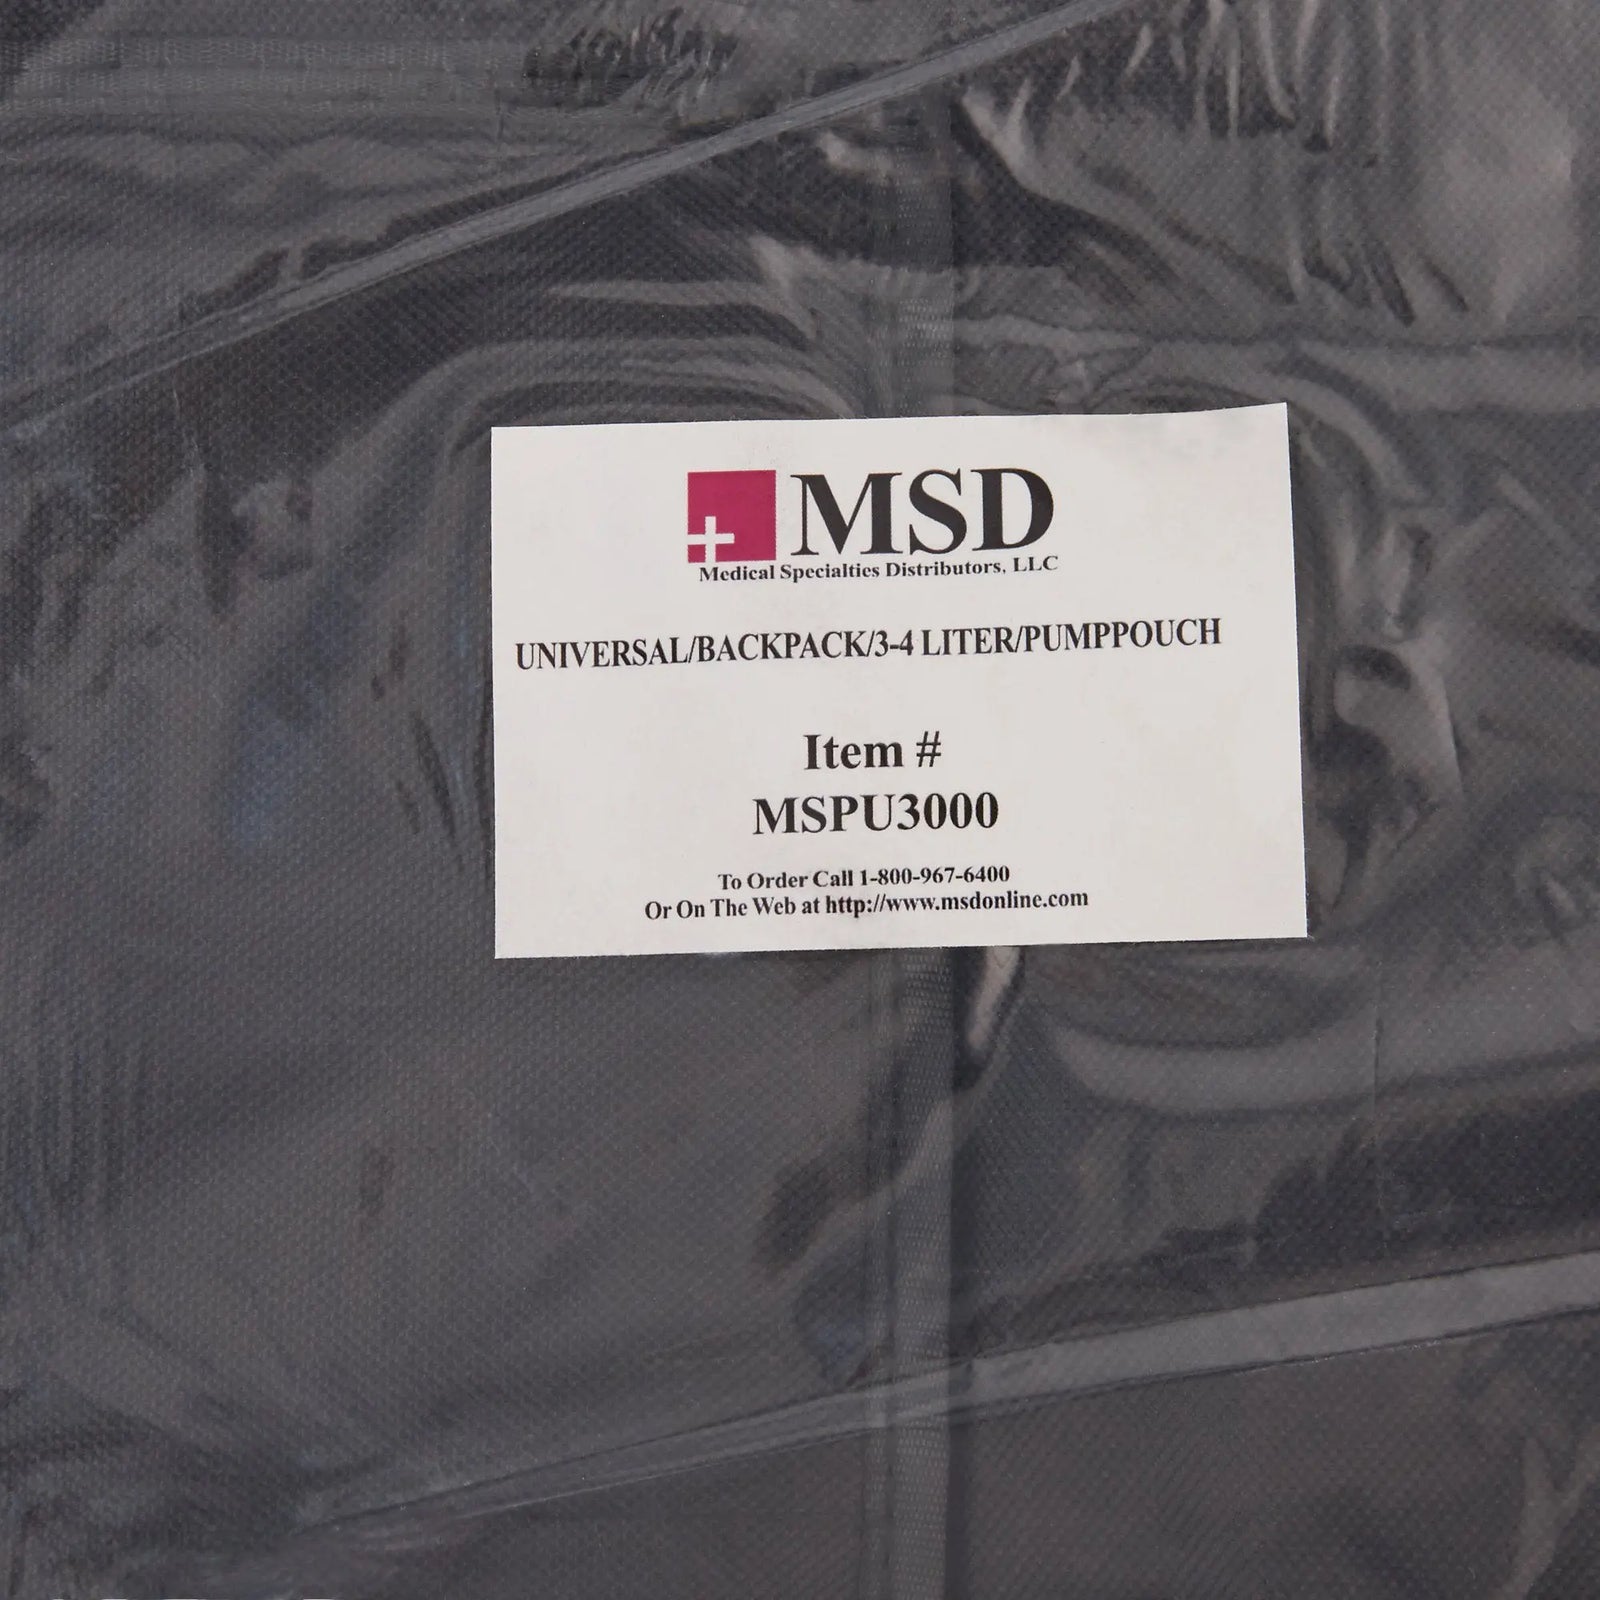 MSD
Medical Specialties Distributors, LLC
UNIVERSAL/BACKPACK/3-4 LITER/PUMPPOUCH
Item #
MSPU3000
To Order Call 1-800-967-6400
Or On The Web at http://www.msdonline.com